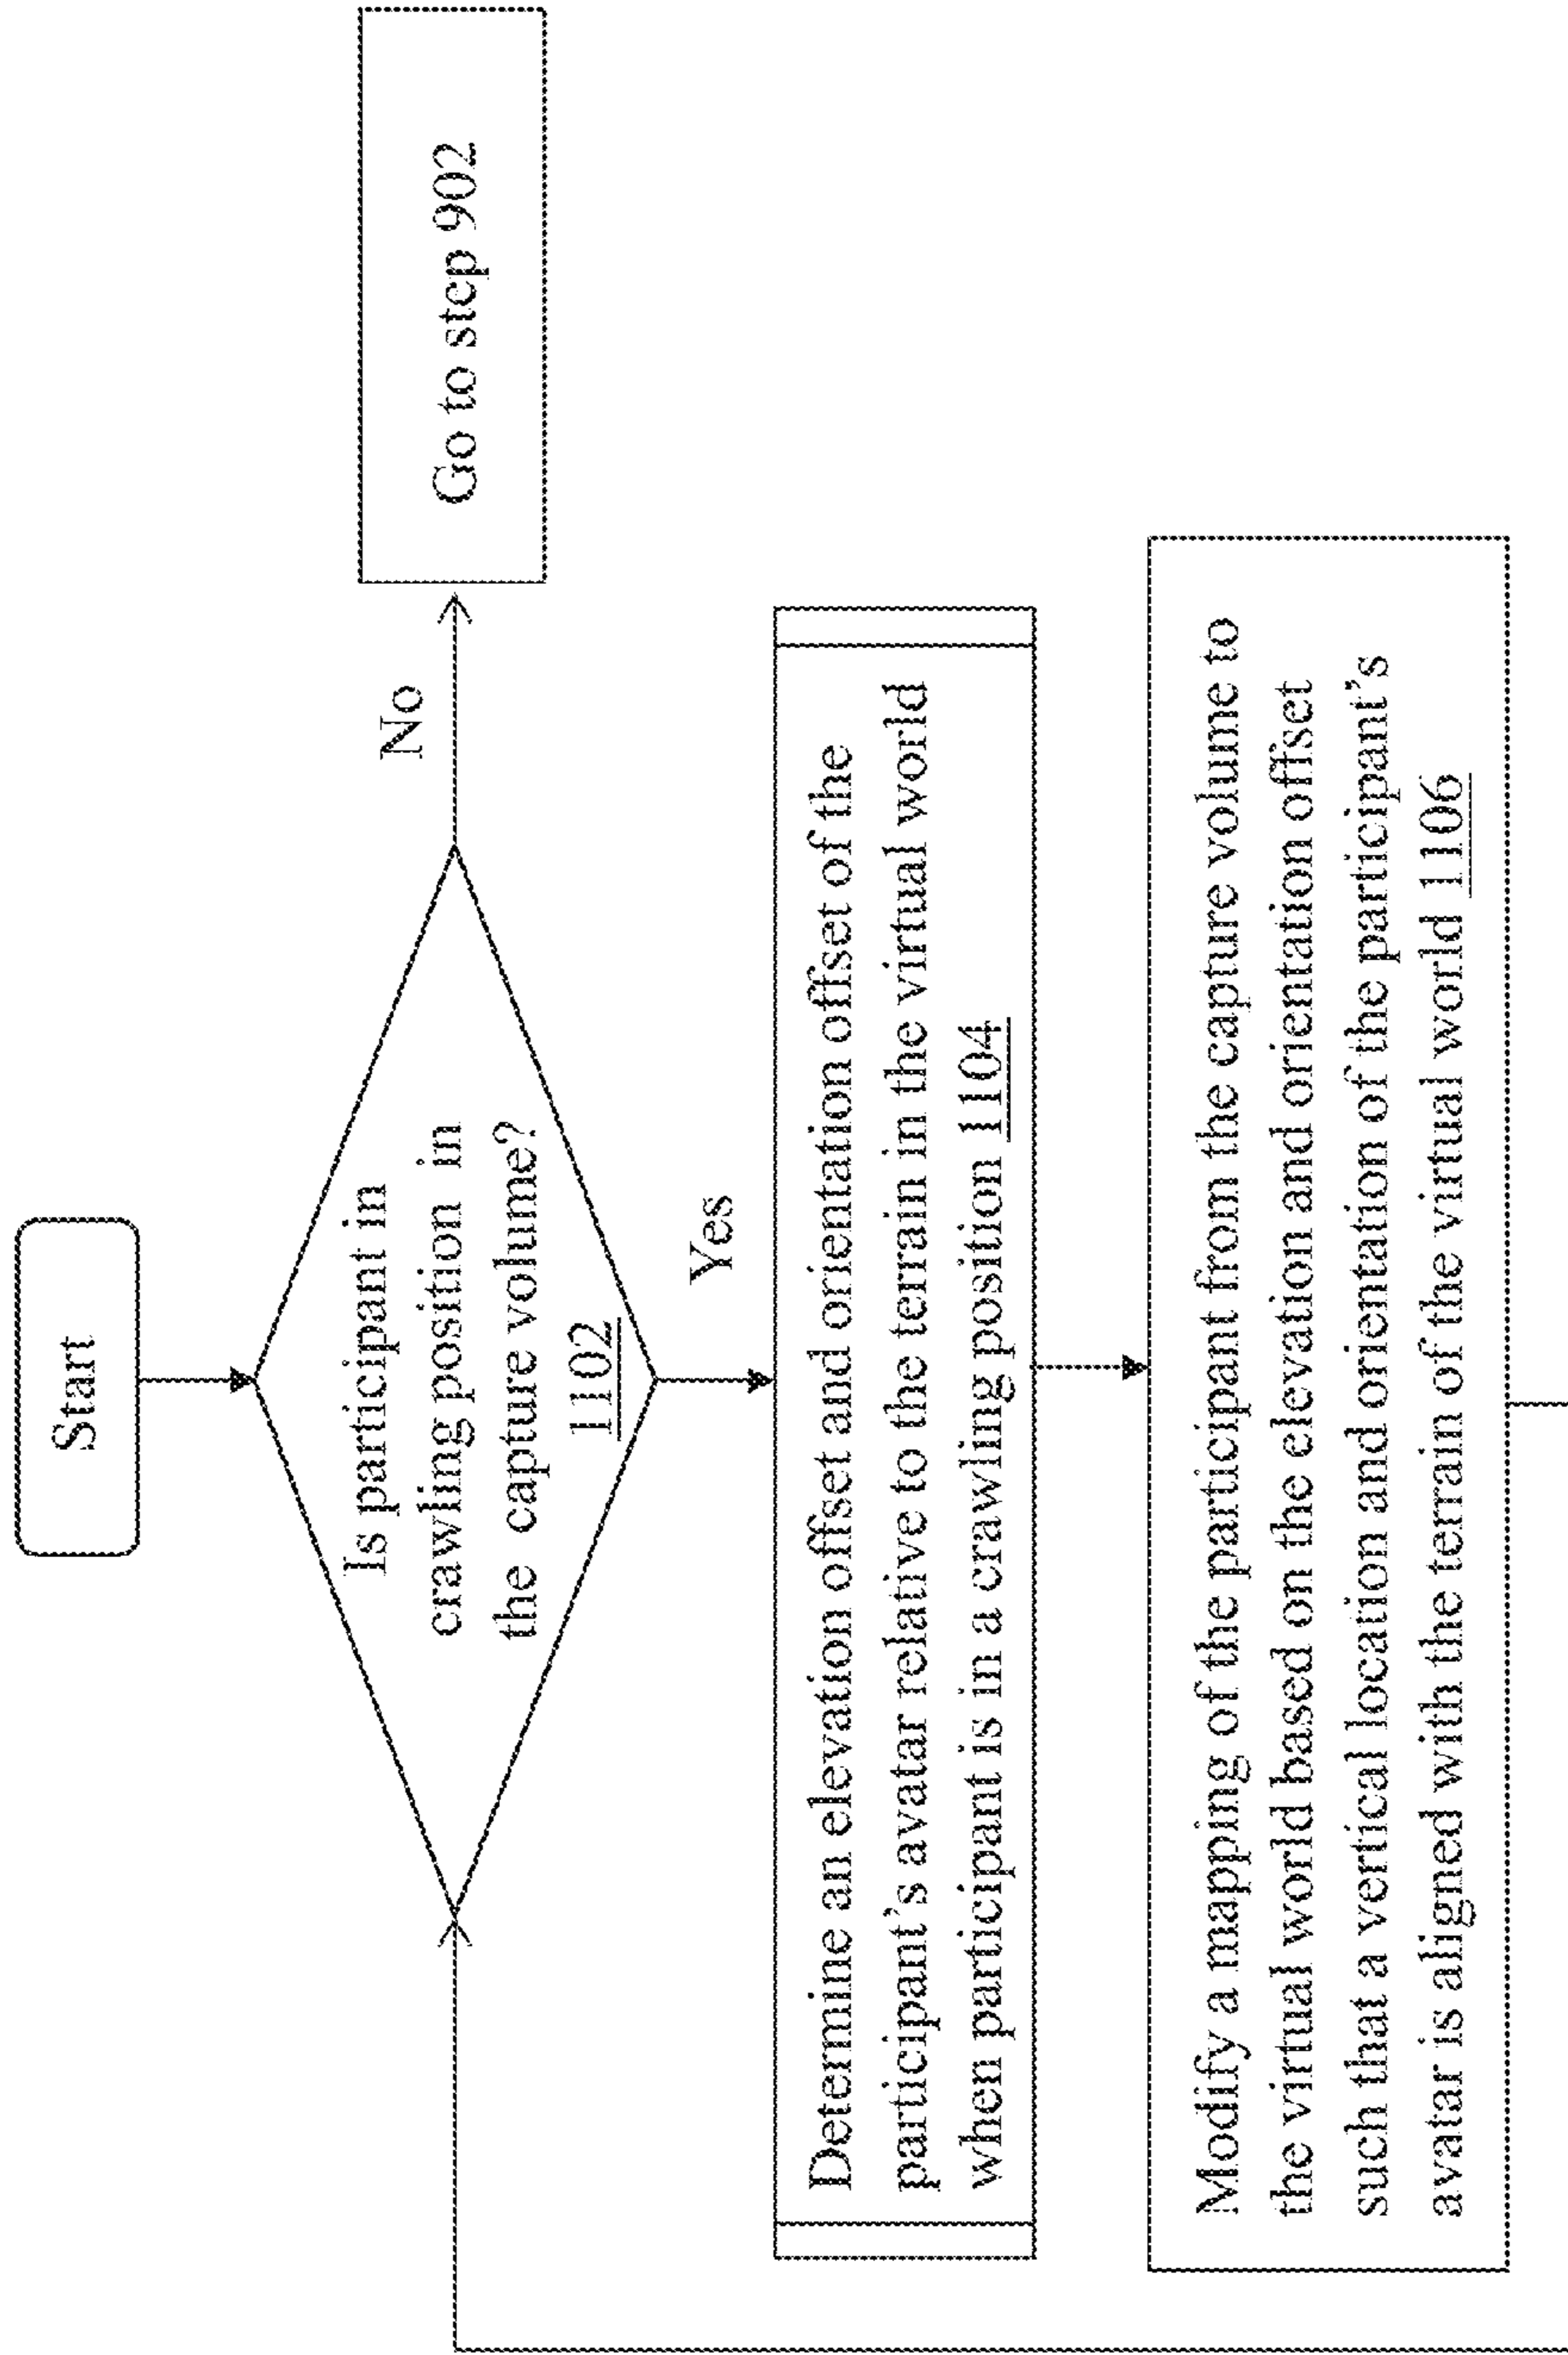 Start
Is participant in
crawling position in
the capture volume?
1102
No
Go to step 902
Yes
Determine an elevation offset and orientation offset of the
participant's avatar relative to the terrain in the virtual world
when participant is in a crawling position 1104
Modify a mapping of the participant from the capture volume to
the virtual world based on the elevation and orientation offset
such that a vertical location and orientation of the participant's
avatar is aligned with the terrain of the virtual world 1106